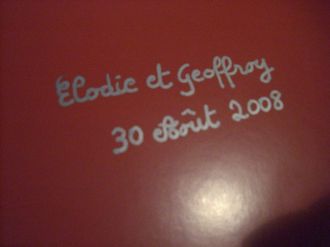 Elodie et Geoffroy
30 Août 2008